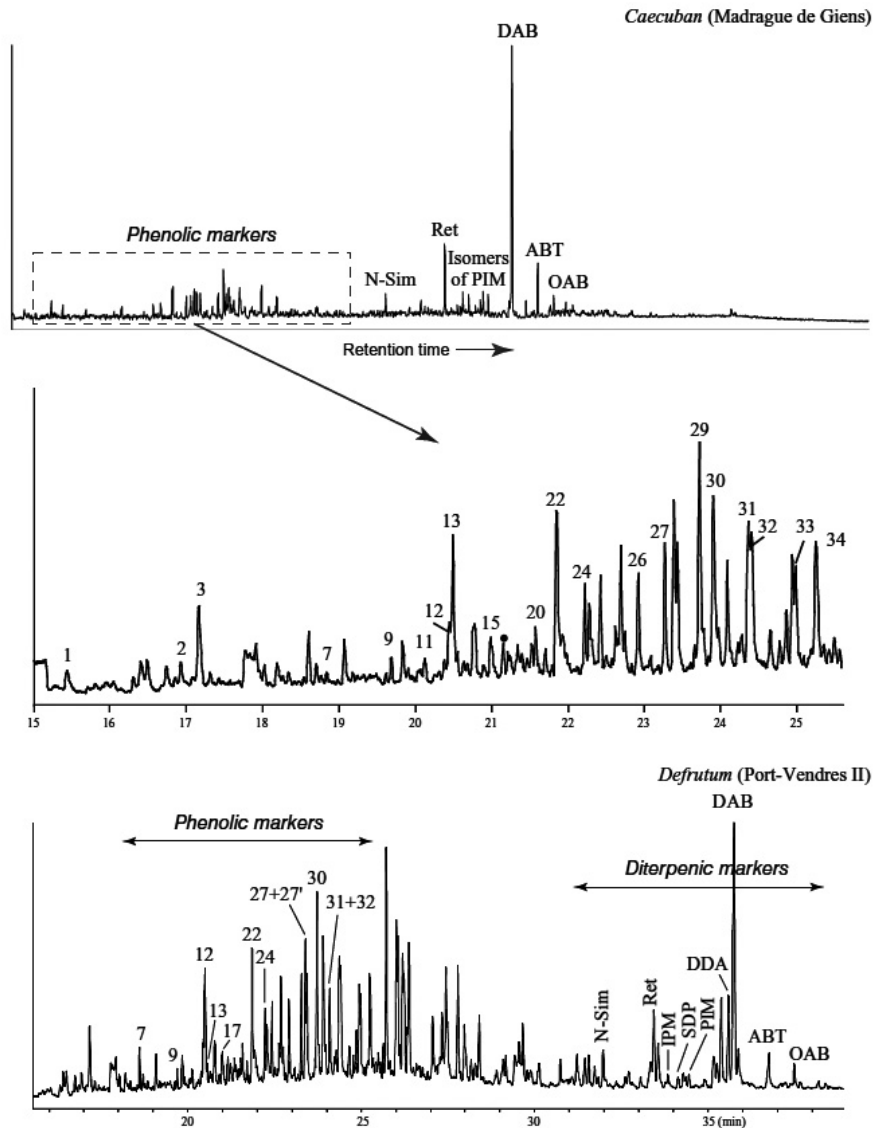 Caecuban (Madrague de Giens)
DAB
Phenolic markers
Ret
N-Sim
Isomers
of PIM
ABT
OAB
Retention time
1
2
3
7
9
11
12
13
15
20
22
24
26
27
29
30
31
32
33
34
15 16 17 18 19 20 21 22 23 24 25
Defrutum (Port-Vendres II)
DAB
Phenolic markers
Diterpenic markers
7
9
12
13
17
22
24
27+27'
30
31+32
N-Sim
Ret
IPM
SDP
PIM
DDA
ABT
OAB
20 25 30 35 (min)